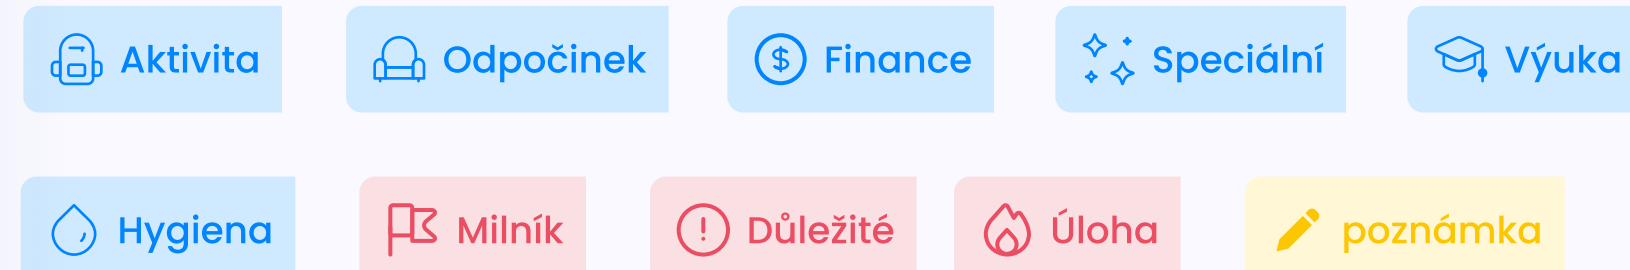 Aktivita Odpočinek Finance Speciální Výuka
Hygiena Milník Důležité Úloha poznámka